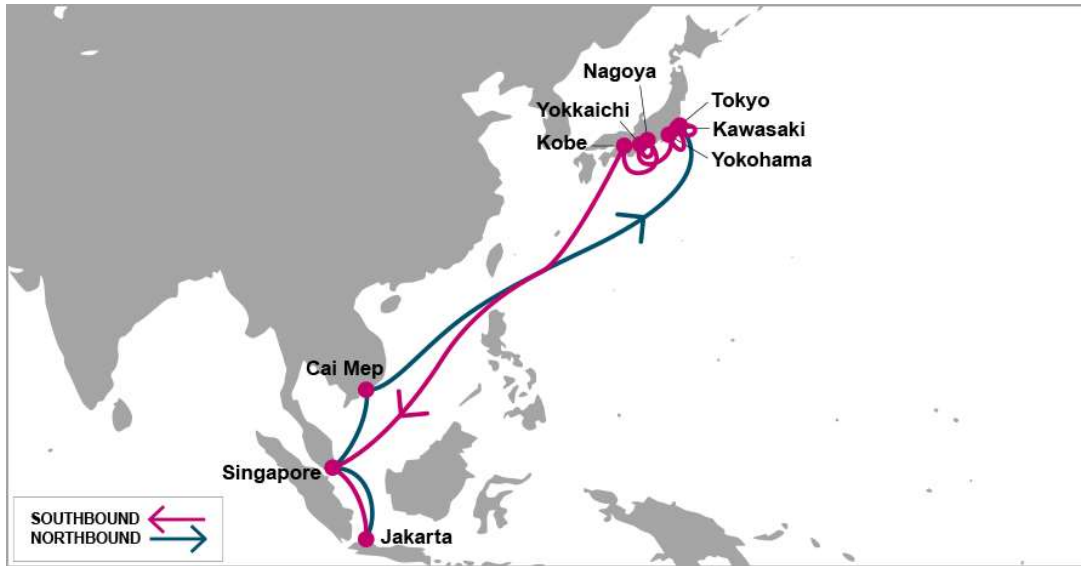 Nagoya
Tokyo
Yokkaichi
Kawasaki
Kobe
Yokohama
Cai Mep
Singapore
Jakarta
SOUTHBOUND
NORTHBOUND